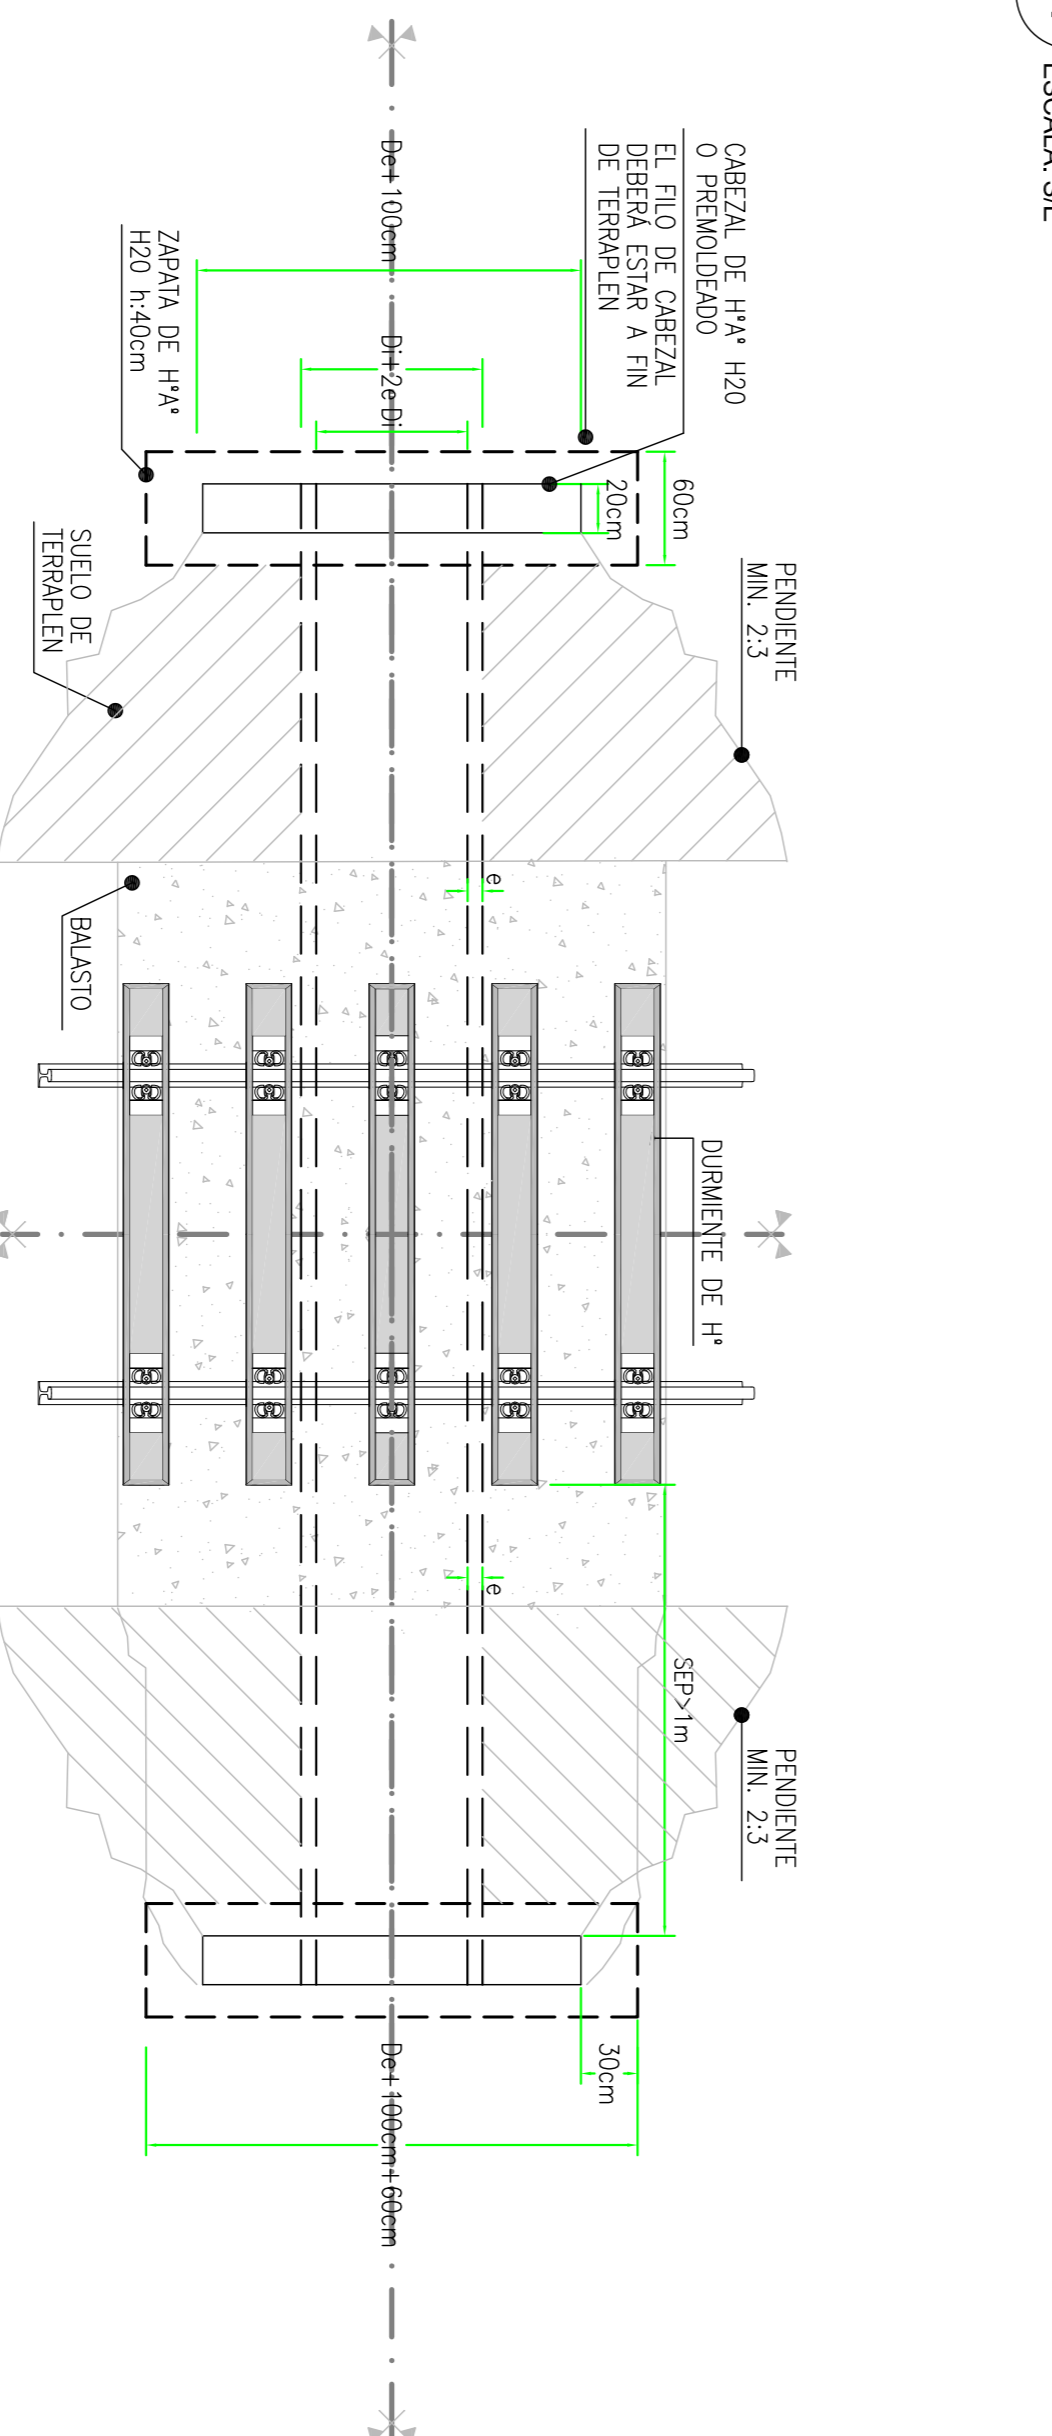 ESCALA: S/E
CABEZAL DE H°A° H20
O PREMOLDEADO
EL FILO DE CABEZAL
DEBERÁ ESTAR A FIN
DE TERRAPLEN
PENDIENTE
MIN. 2:3
PENDIENTE
MIN. 2:3
DURMIENTE DE H°
60cm
20cm
SEP>1m
30cm
e
e
De+100cm
Di+2e
Di
De+100cm+60cm
ZAPATA DE H°A°
H20 h:40cm
SUELO DE
TERRAPLEN
BALASTO